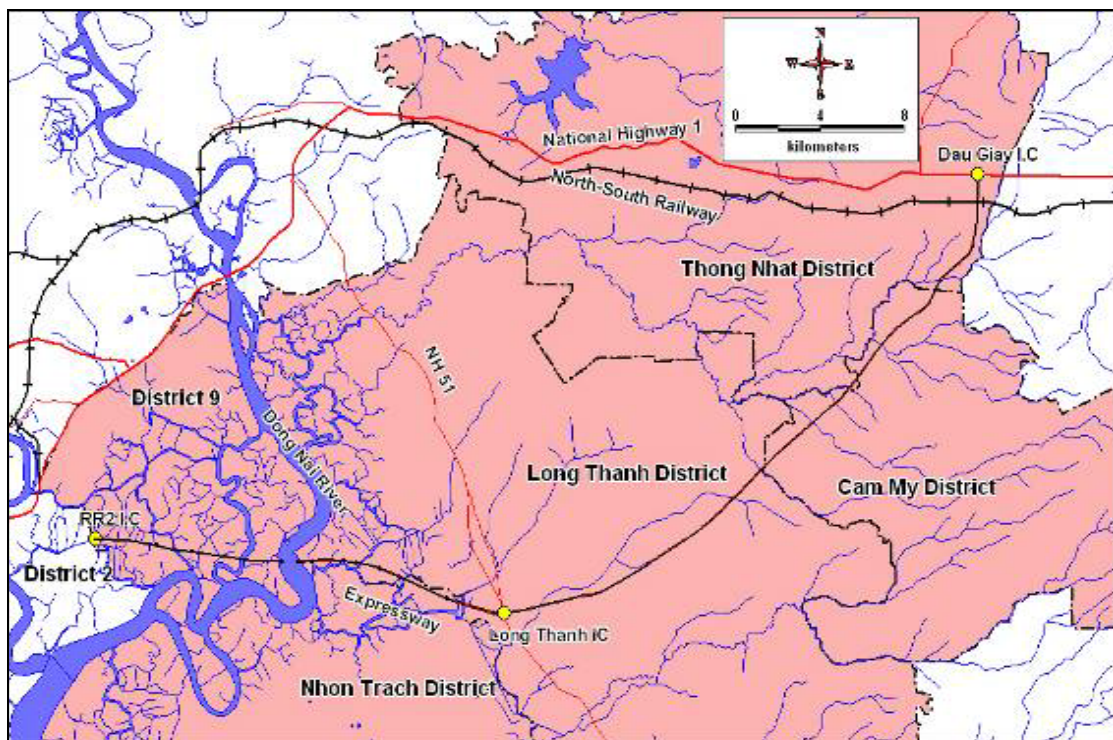 N
W E
S
0 4 8
kilometers
National Highway 1
Dau Giay I.C
North-South Railway
Thong Nhat District
NH 51
District 9
Dong Nai River
Long Thanh District
Cam My District
RR2 I.C
District 2
Expressway
Long Thanh IC
Nhon Trach District